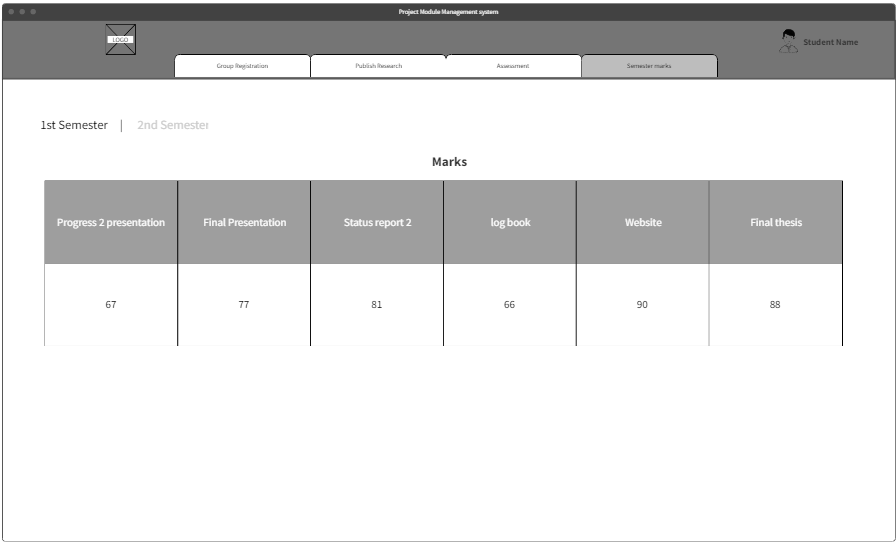 Project Module Management system
LOGO
Student Name
Group Registration
Publish Research
Assessment
Semester marks
1st Semester | 2nd Semester
Marks
Progress 2 presentation
Final Presentation
Status report 2
log book
Website
Final thesis
67
77
81
66
90
88